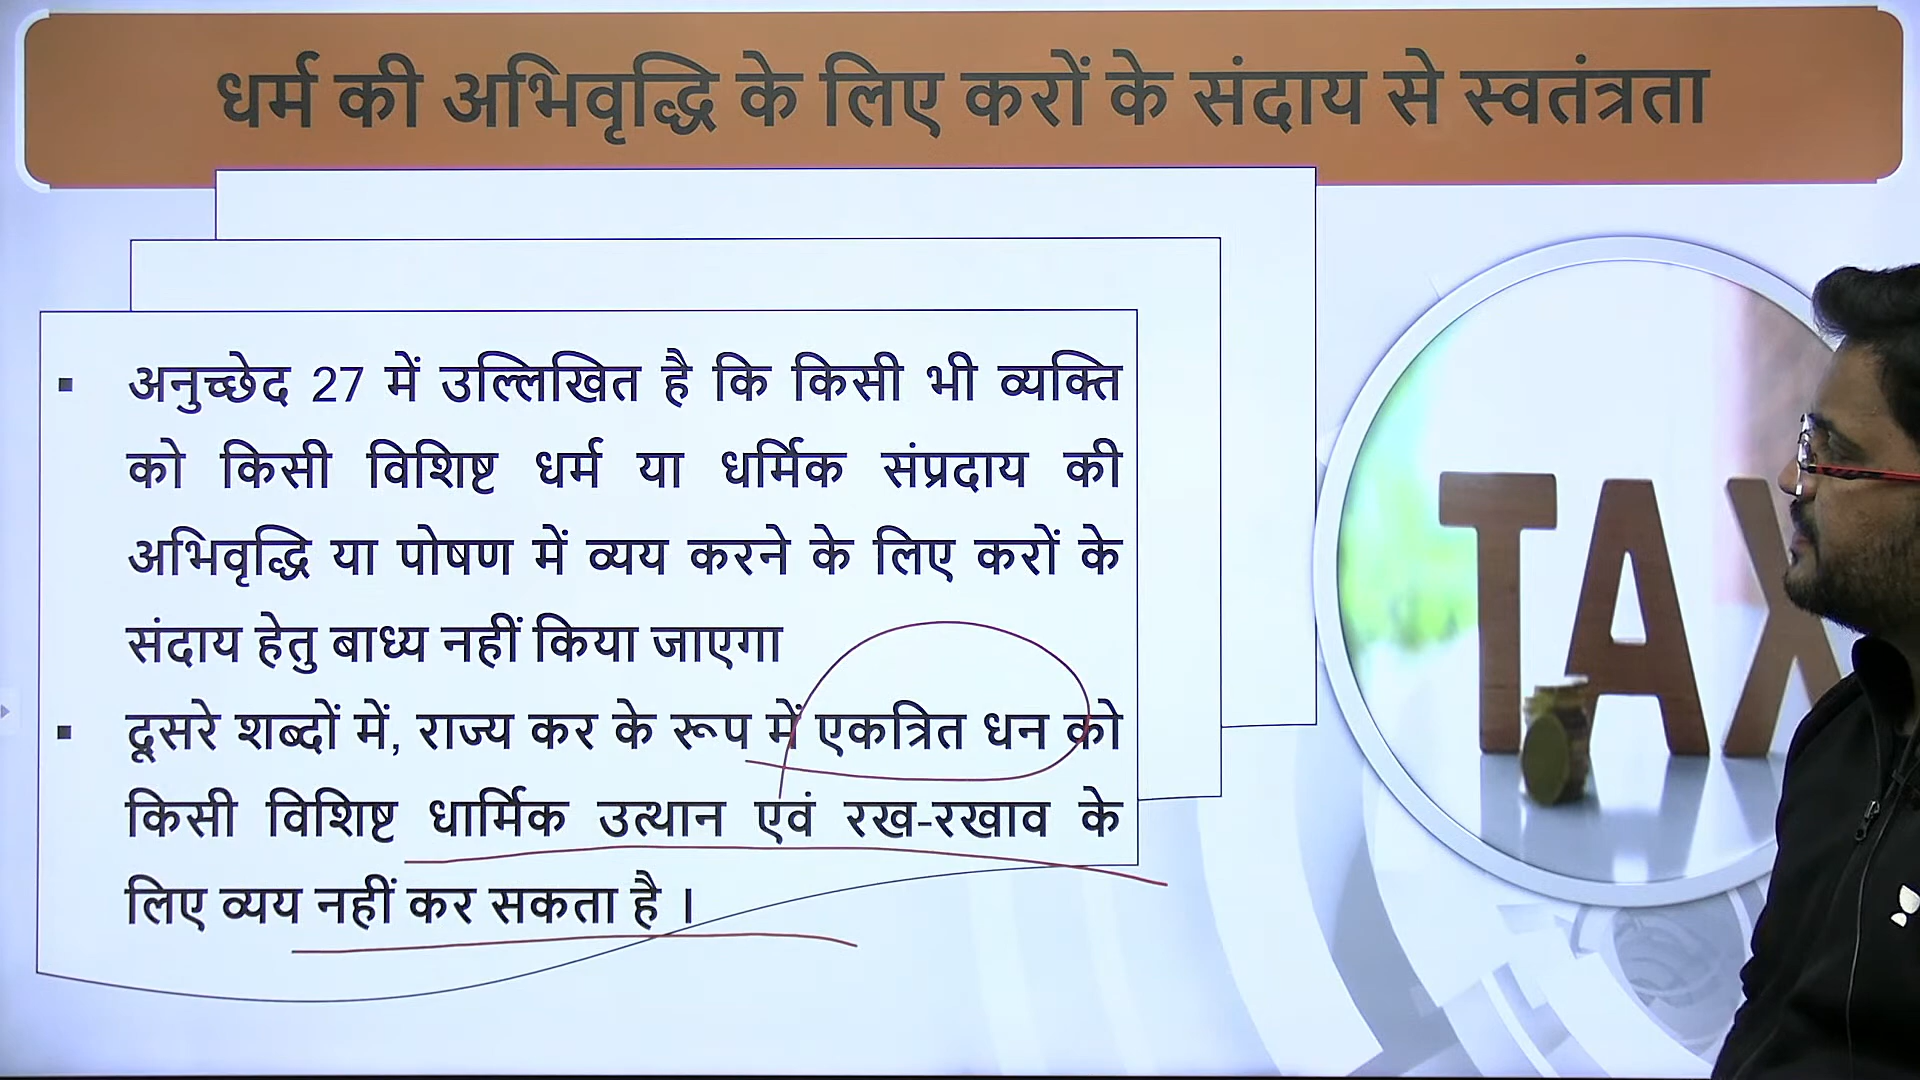 धर्म की अभिवृद्धि के लिए करों के संदाय से स्वतंत्रता
▪ अनुच्छेद 27 में उल्लिखित है कि किसी भी व्यक्ति
को किसी विशिष्ट धर्म या धर्मिक संप्रदाय की
अभिवृद्धि या पोषण में व्यय करने के लिए करों के
संदाय हेतु बाध्य नहीं किया जाएगा
▪ दूसरे शब्दों में, राज्य कर के रूप में एकत्रित धन को
किसी विशिष्ट धार्मिक उत्थान एवं रख-रखाव के
लिए व्यय नहीं कर सकता है ।
TAX